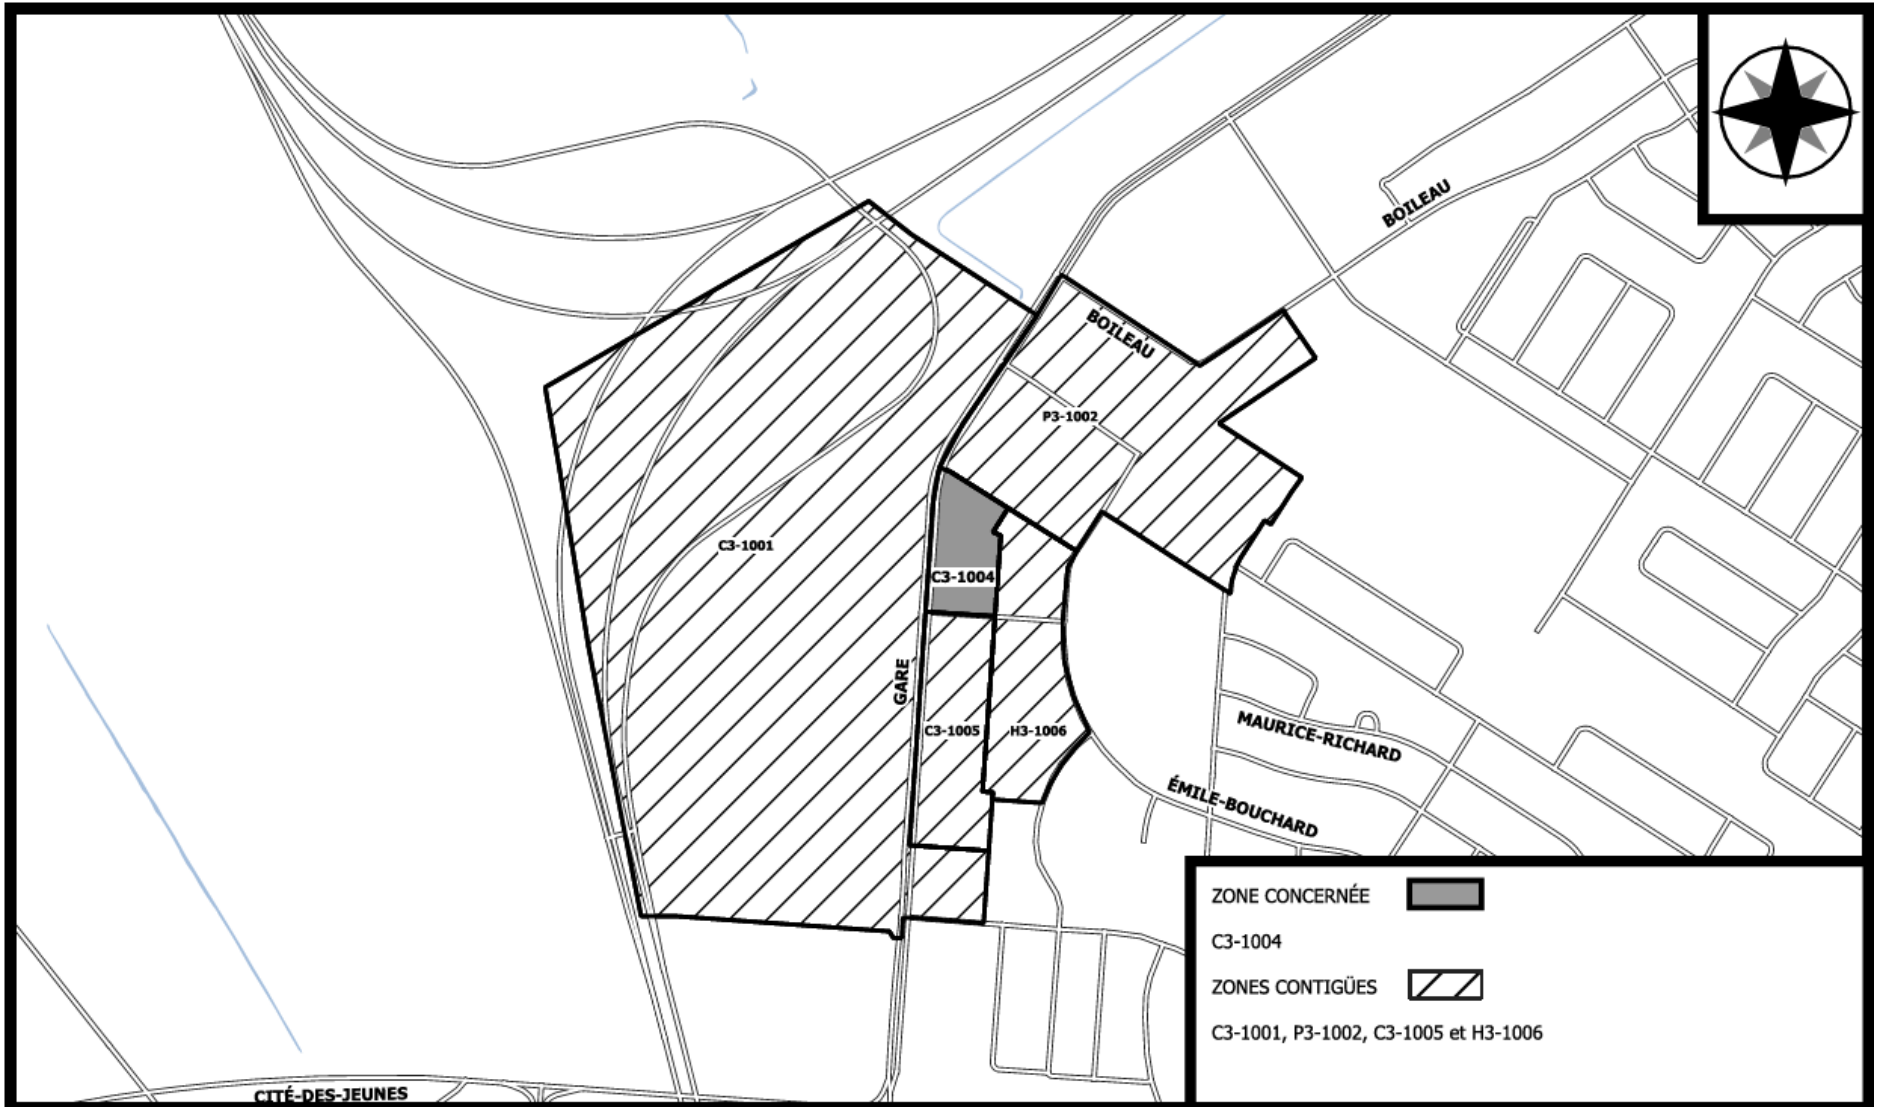 BOILEAU
BOILEAU
P3-1002
C3-1001
C3-1004
GARE
C3-1005
H3-1006
MAURICE-RICHARD
ÉMILE-BOUCHARD
CITÉ-DES-JEUNES
ZONE CONCERNÉE
C3-1004
ZONES CONTIGÜES
C3-1001, P3-1002, C3-1005 et H3-1006